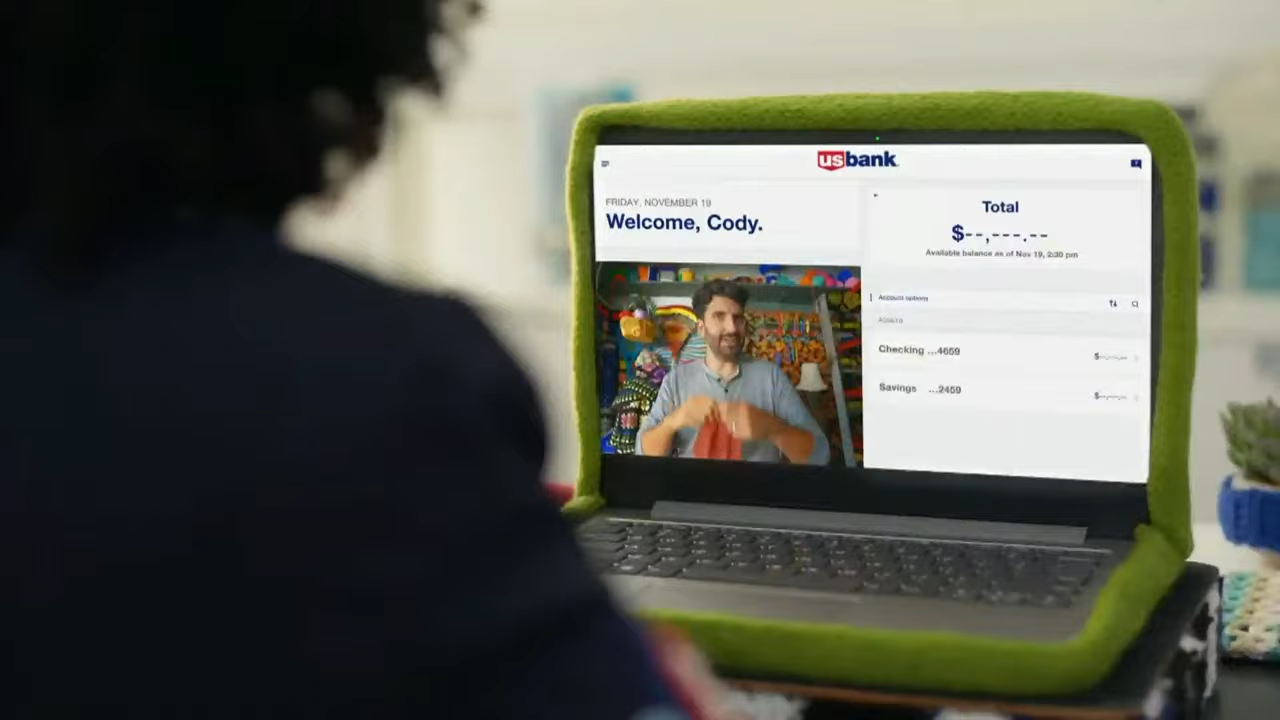 usbank
FRIDAY, NOVEMBER 19
Welcome, Cody.
Total
$--,---.--
Available balance as of Nov 19, 2:30 pm
Account options
ASSETS
Checking ...4659
Savings ...2459